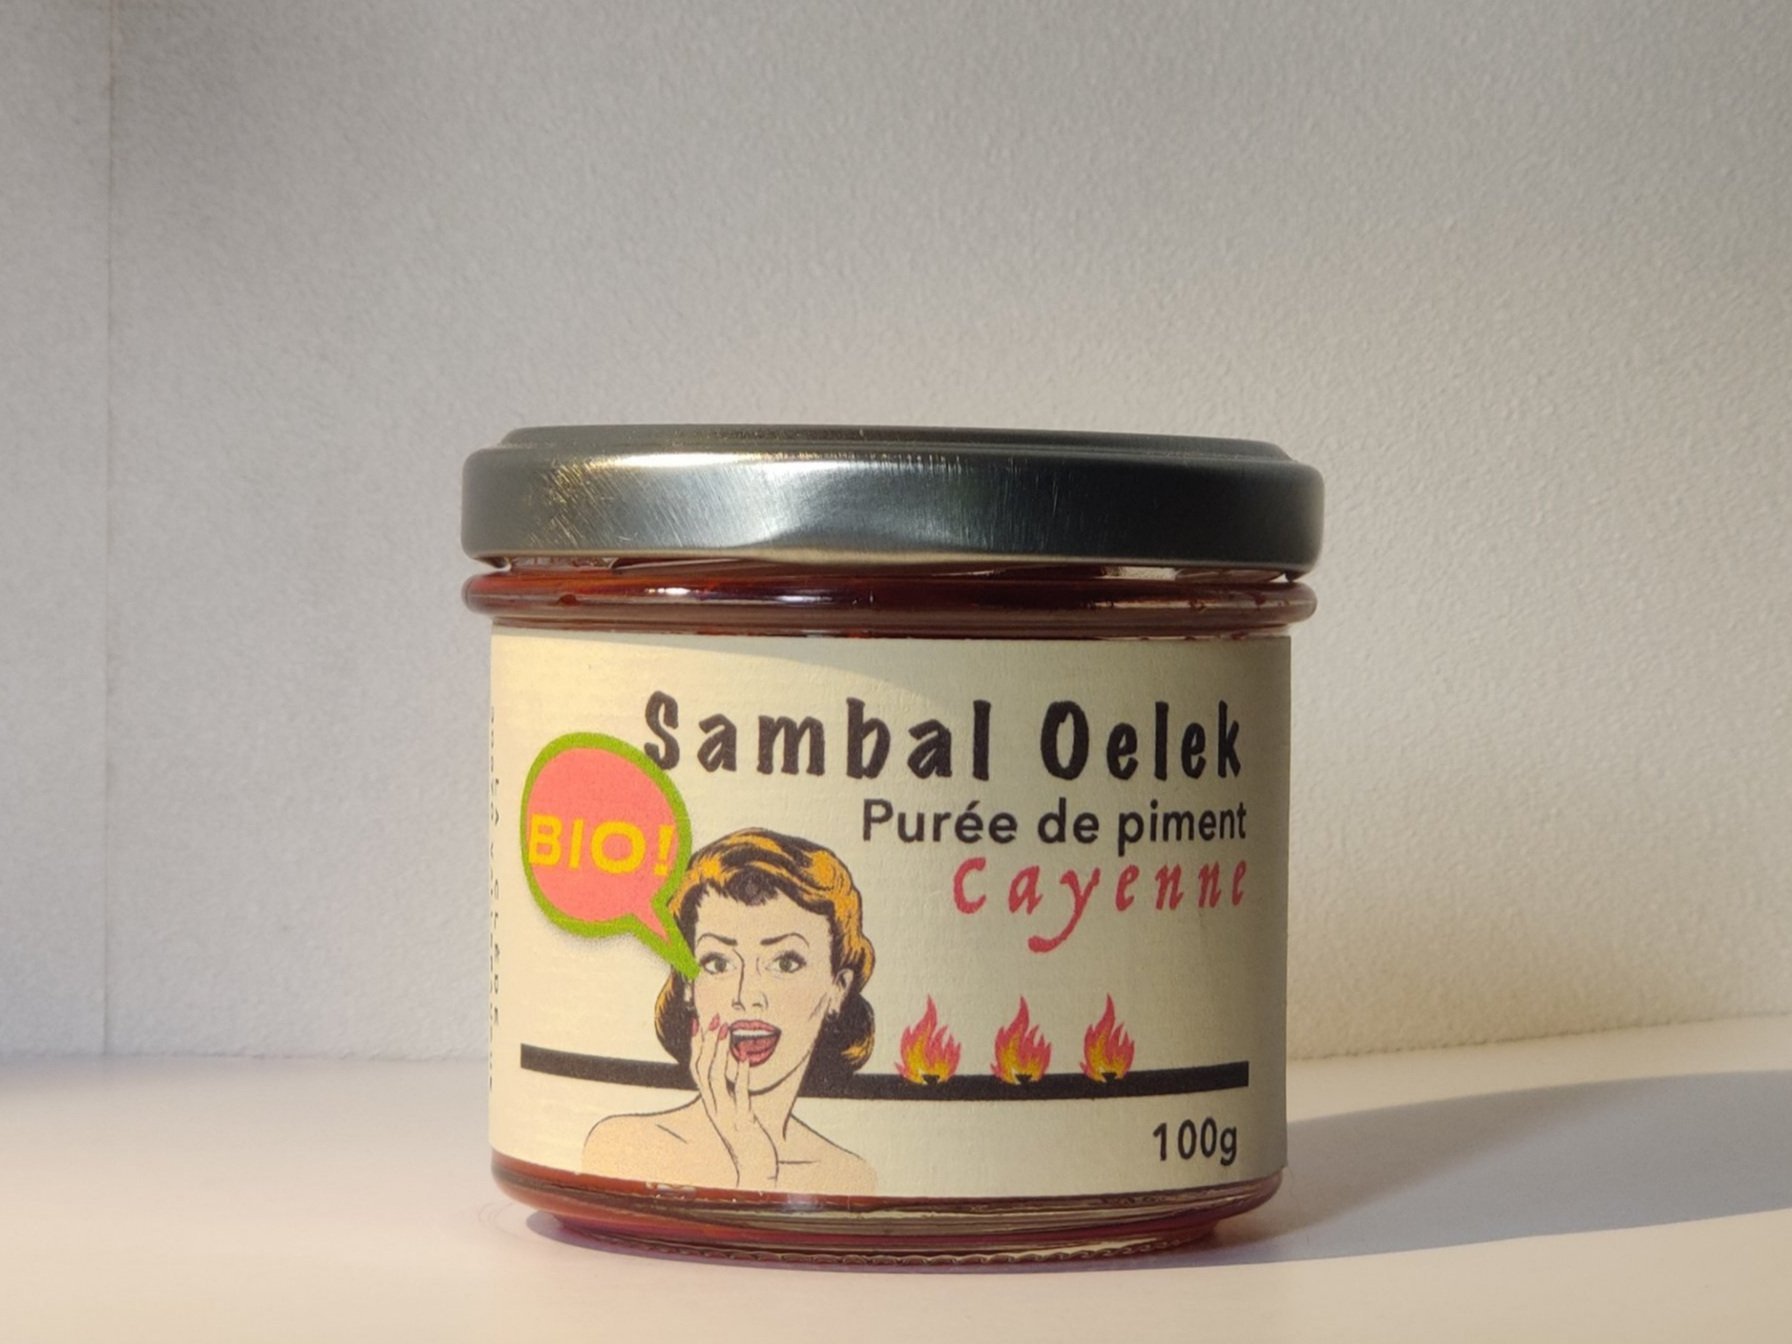 Sambal Oelek
BIO!
Purée de piment
Cayenne
100g